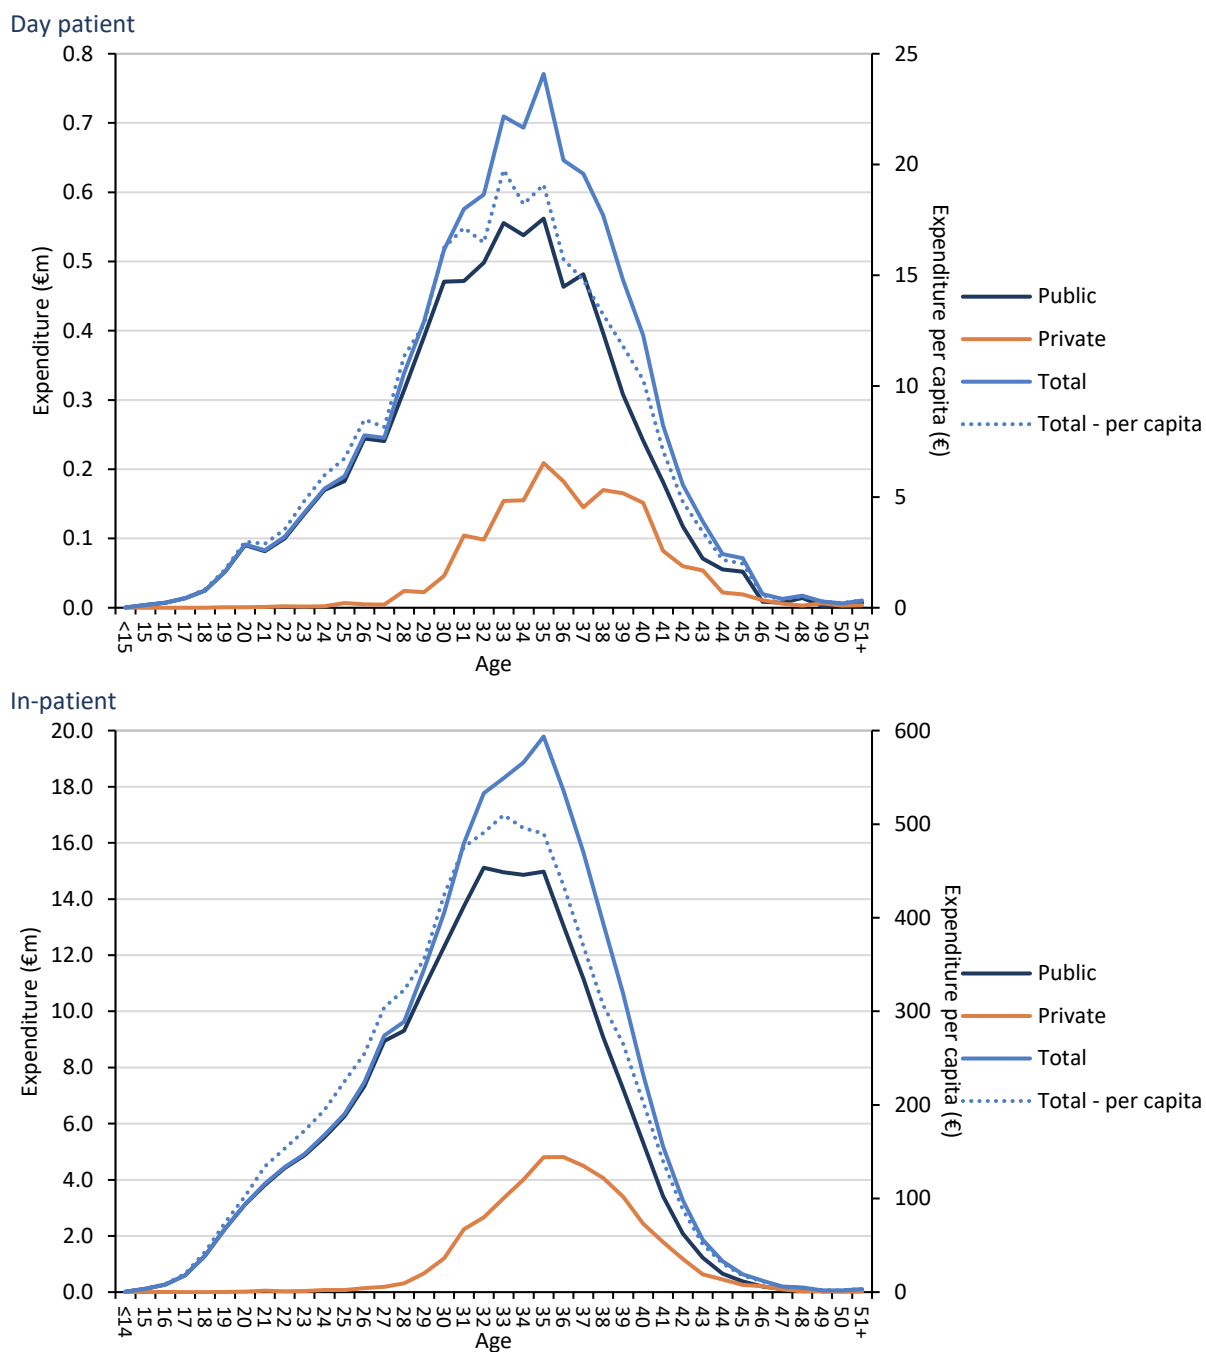 Day patient
0.8
0.7
0.6
0.5
0.4
0.3
0.2
0.1
0.0
Expenditure (€m)
25
20
15
10
5
0
Expenditure per capita (€)
<15 15 16 17 18 19 20 21 22 23 24 25 26 27 28 29 30 31 32 33 34 35 36 37 38 39 40 41 42 43 44 45 46 47 48 49 50 51+
Age
Public
Private
Total
Total - per capita
In-patient
20.0
18.0
16.0
14.0
12.0
10.0
8.0
6.0
4.0
2.0
0.0
Expenditure (€m)
600
500
400
300
200
100
0
Expenditure per capita (€)
≤14 15 16 17 18 19 20 21 22 23 24 25 26 27 28 29 30 31 32 33 34 35 36 37 38 39 40 41 42 43 44 45 46 47 48 49 50 51+
Age
Public
Private
Total
Total - per capita